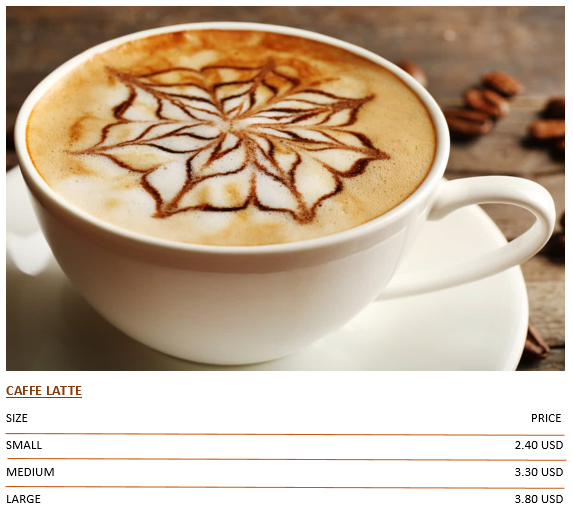 CAFFE LATTE
SIZE PRICE
SMALL 2.40 USD
MEDIUM 3.30 USD
LARGE 3.80 USD